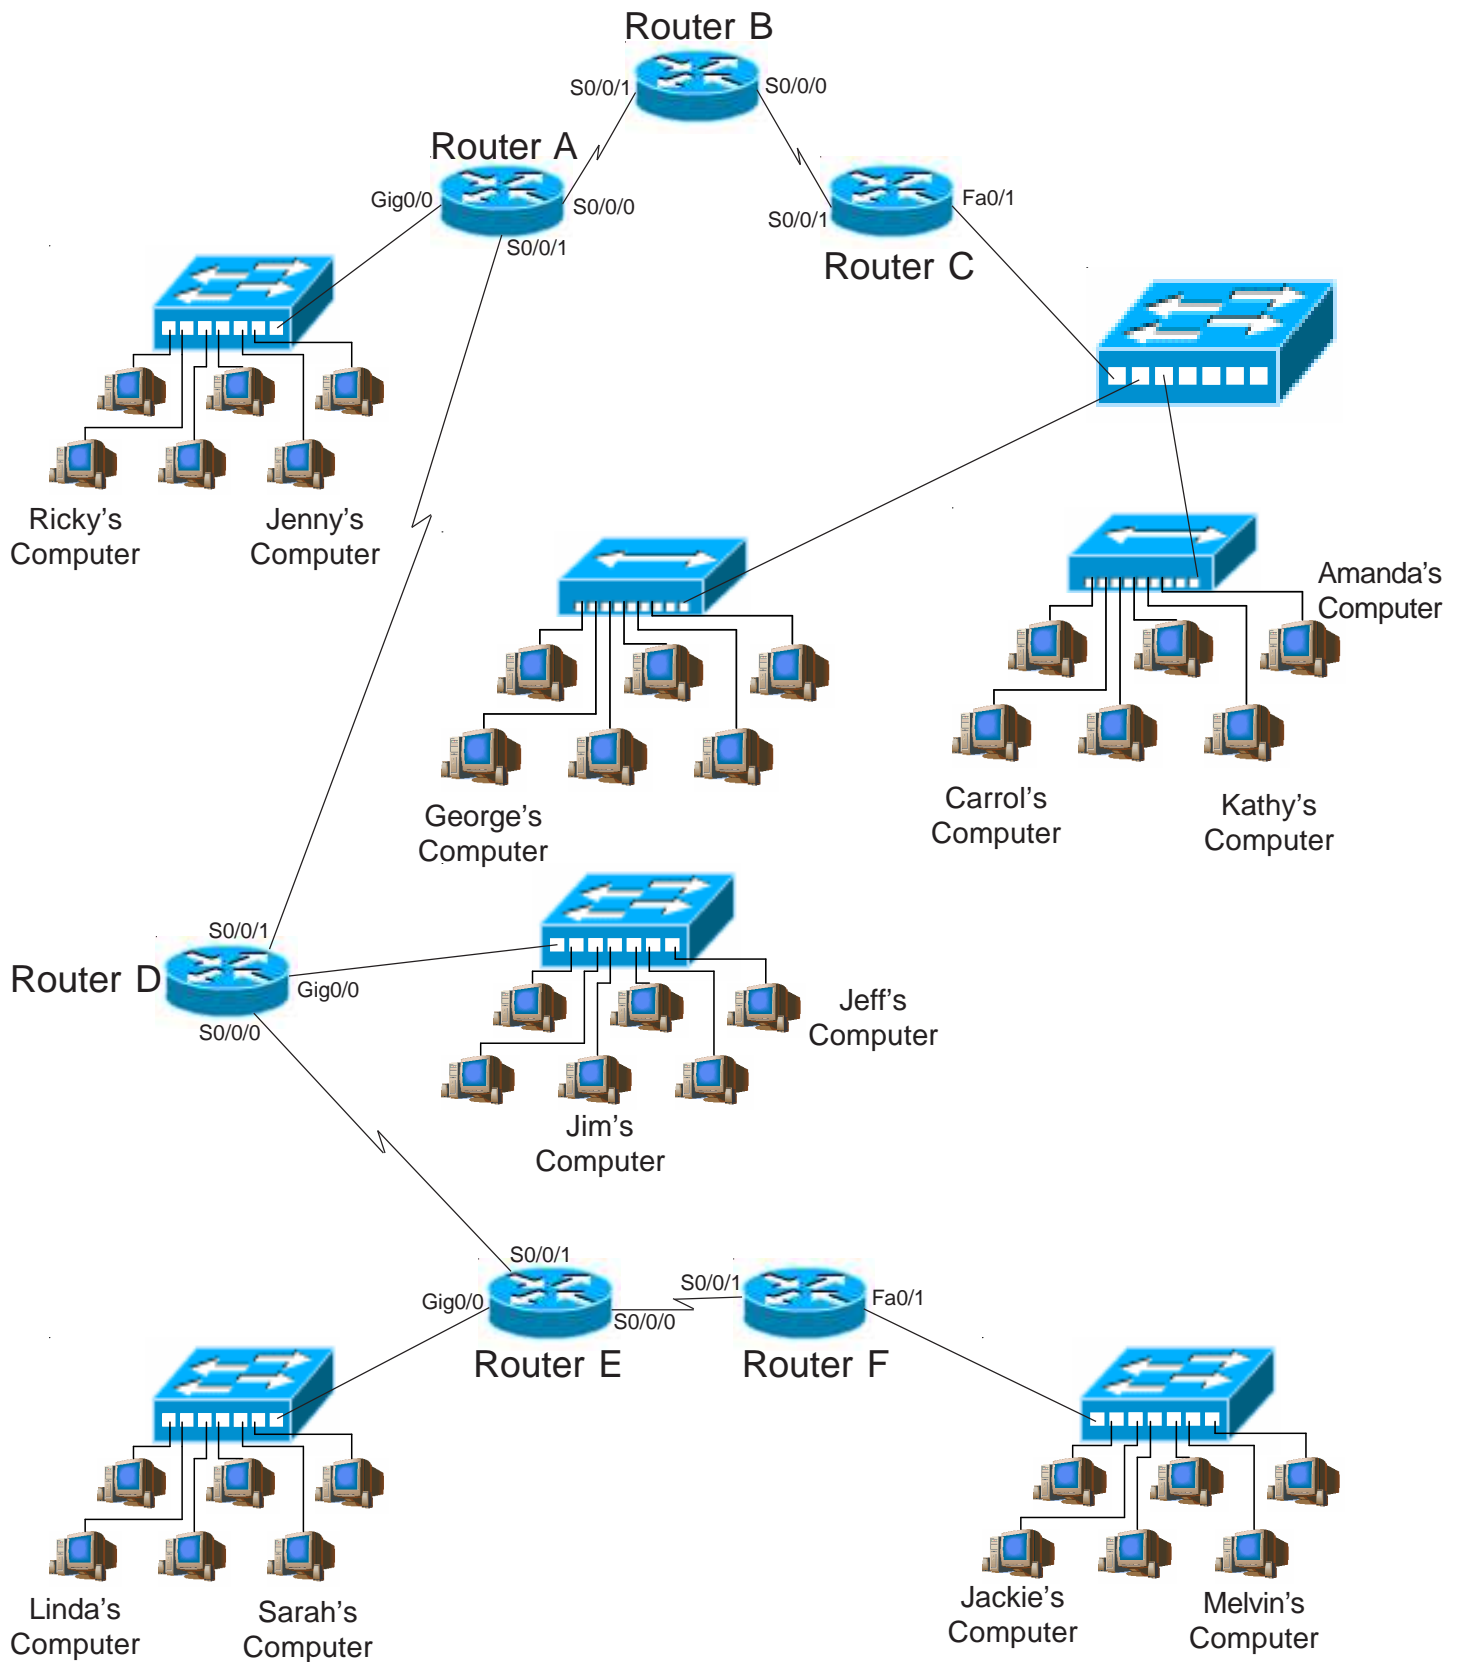 Router B
S0/0/1
S0/0/0
Router A
Gig0/0
S0/0/0
S0/0/1
Fa0/1
S0/0/1
Router C
Ricky's
Computer
Jenny's
Computer
Amanda's
Computer
George's
Computer
Carrol's
Computer
Kathy's
Computer
S0/0/1
Router D
Gig0/0
S0/0/0
Jeff's
Computer
Jim's
Computer
S0/0/1
Gig0/0
S0/0/0
Router E
S0/0/1
Fa0/1
Router F
Linda's
Computer
Sarah's
Computer
Jackie's
Computer
Melvin's
Computer